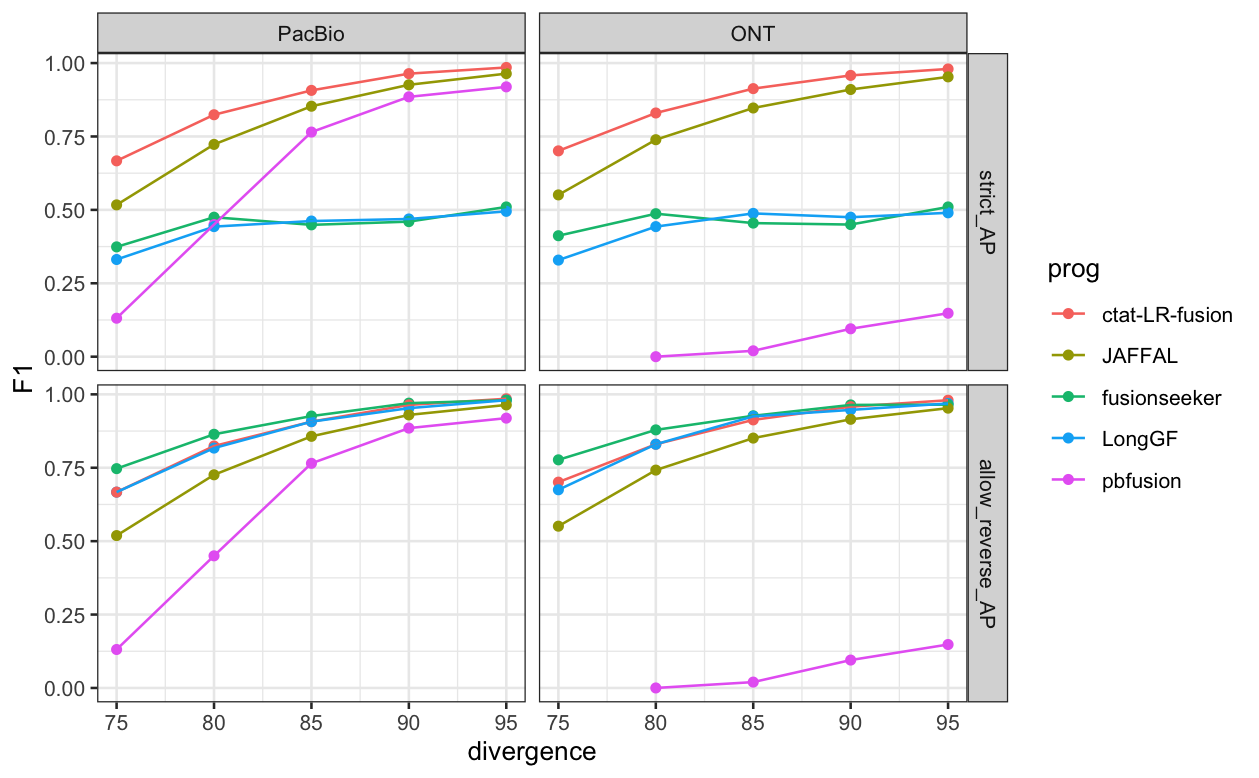 PacBio
ONT
1.00
0.75
0.50
0.25
0.00
strict_AP
F1
1.00
0.75
0.50
0.25
0.00
allow_reverse_AP
75 80 85 90 95
75 80 85 90 95
divergence
prog
ctat-LR-fusion
JAFFAL
fusionseeker
LongGF
pbfusion